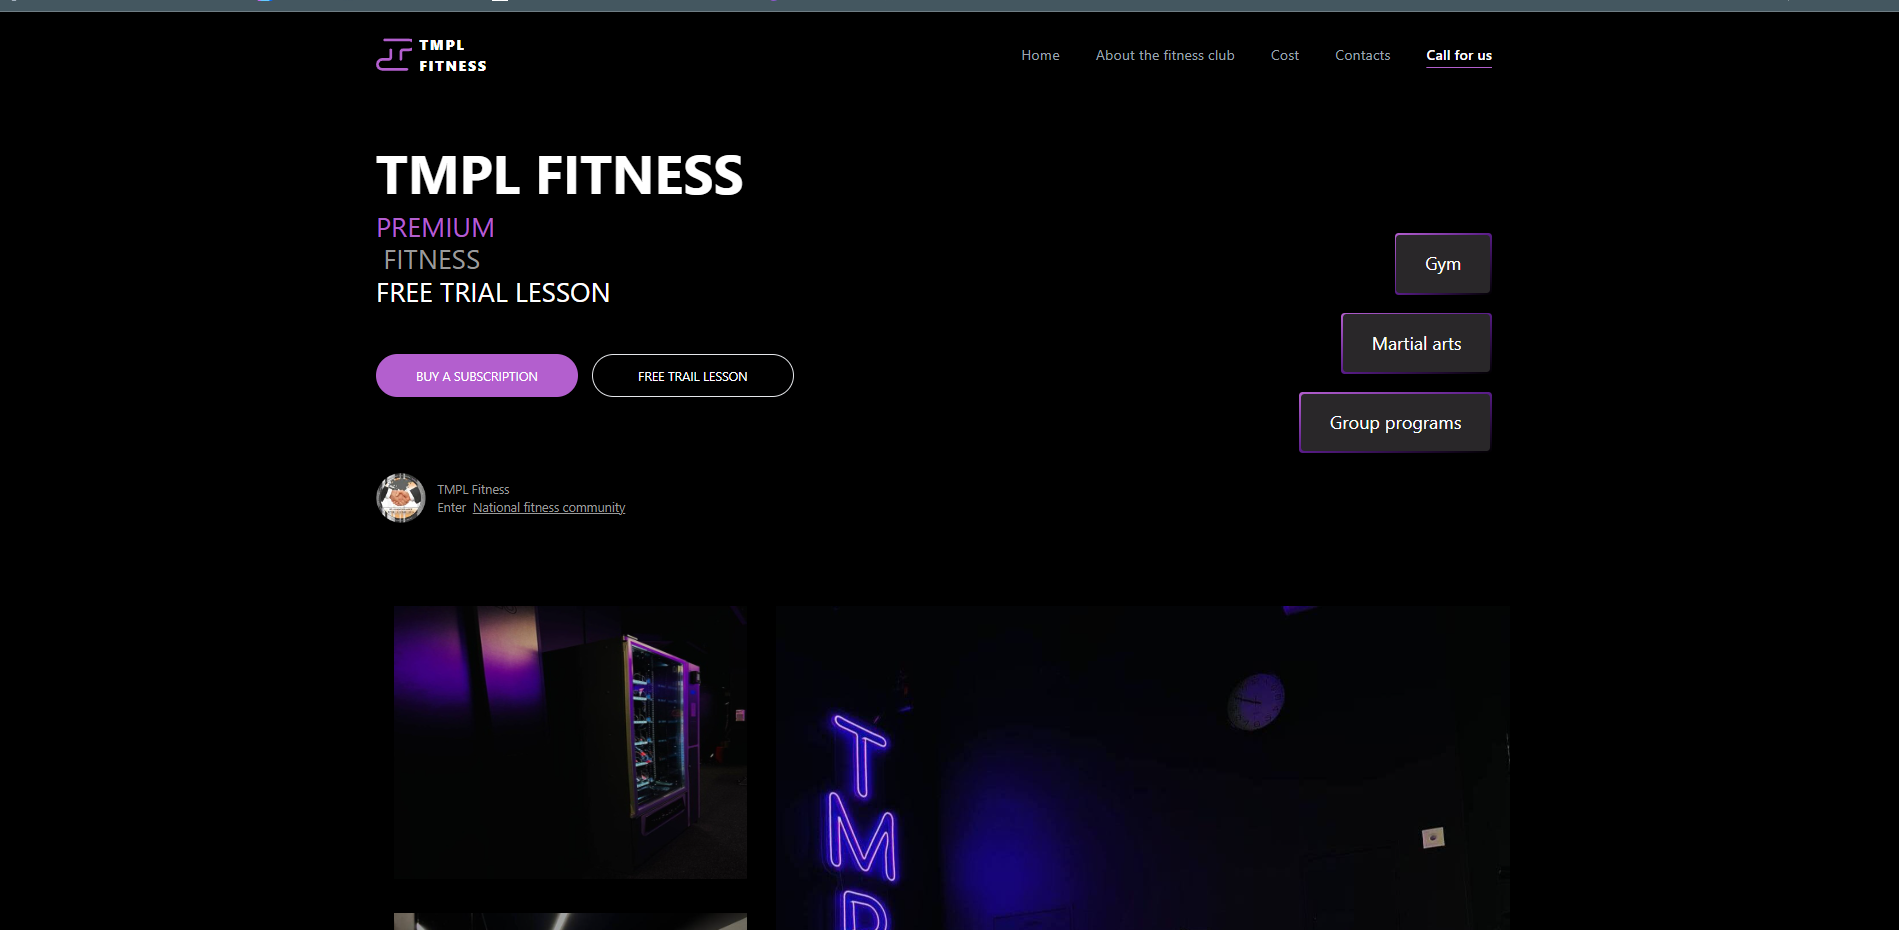 TMPL
FITNESS
Home
About the fitness club
Cost
Contacts
Call for us
TMPL FITNESS
PREMIUM
FITNESS
FREE TRIAL LESSON
BUY A SUBSCRIPTION
FREE TRAIL LESSON
Gym
Martial arts
Group programs
TMPL Fitness
Enter National fitness community
T
M
P